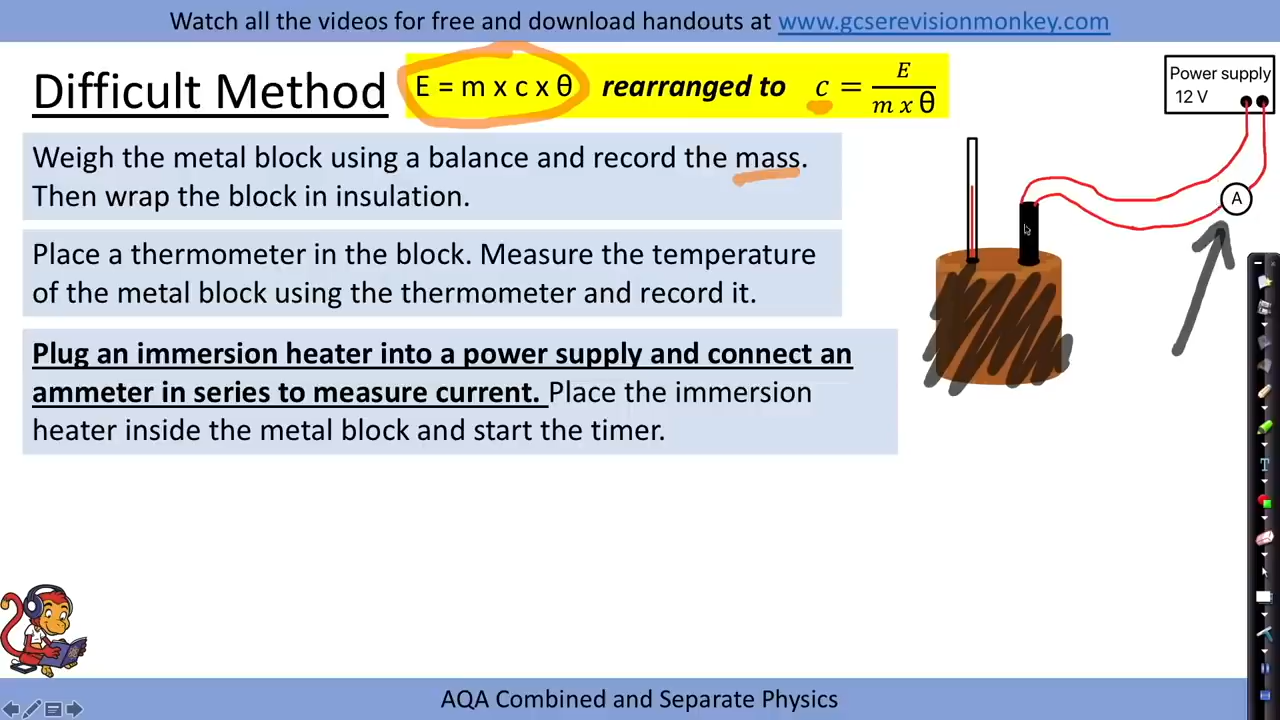 Watch all the videos for free and download handouts at www.gcserevisionmonkey.com
Difficult Method
E = m x c x θ rearranged to c = E / m x θ
Power supply
12 V
Weigh the metal block using a balance and record the mass.
Then wrap the block in insulation.
A
Place a thermometer in the block. Measure the temperature
of the metal block using the thermometer and record it.
Plug an immersion heater into a power supply and connect an
ammeter in series to measure current. Place the immersion
heater inside the metal block and start the timer.
T
AQA Combined and Separate Physics